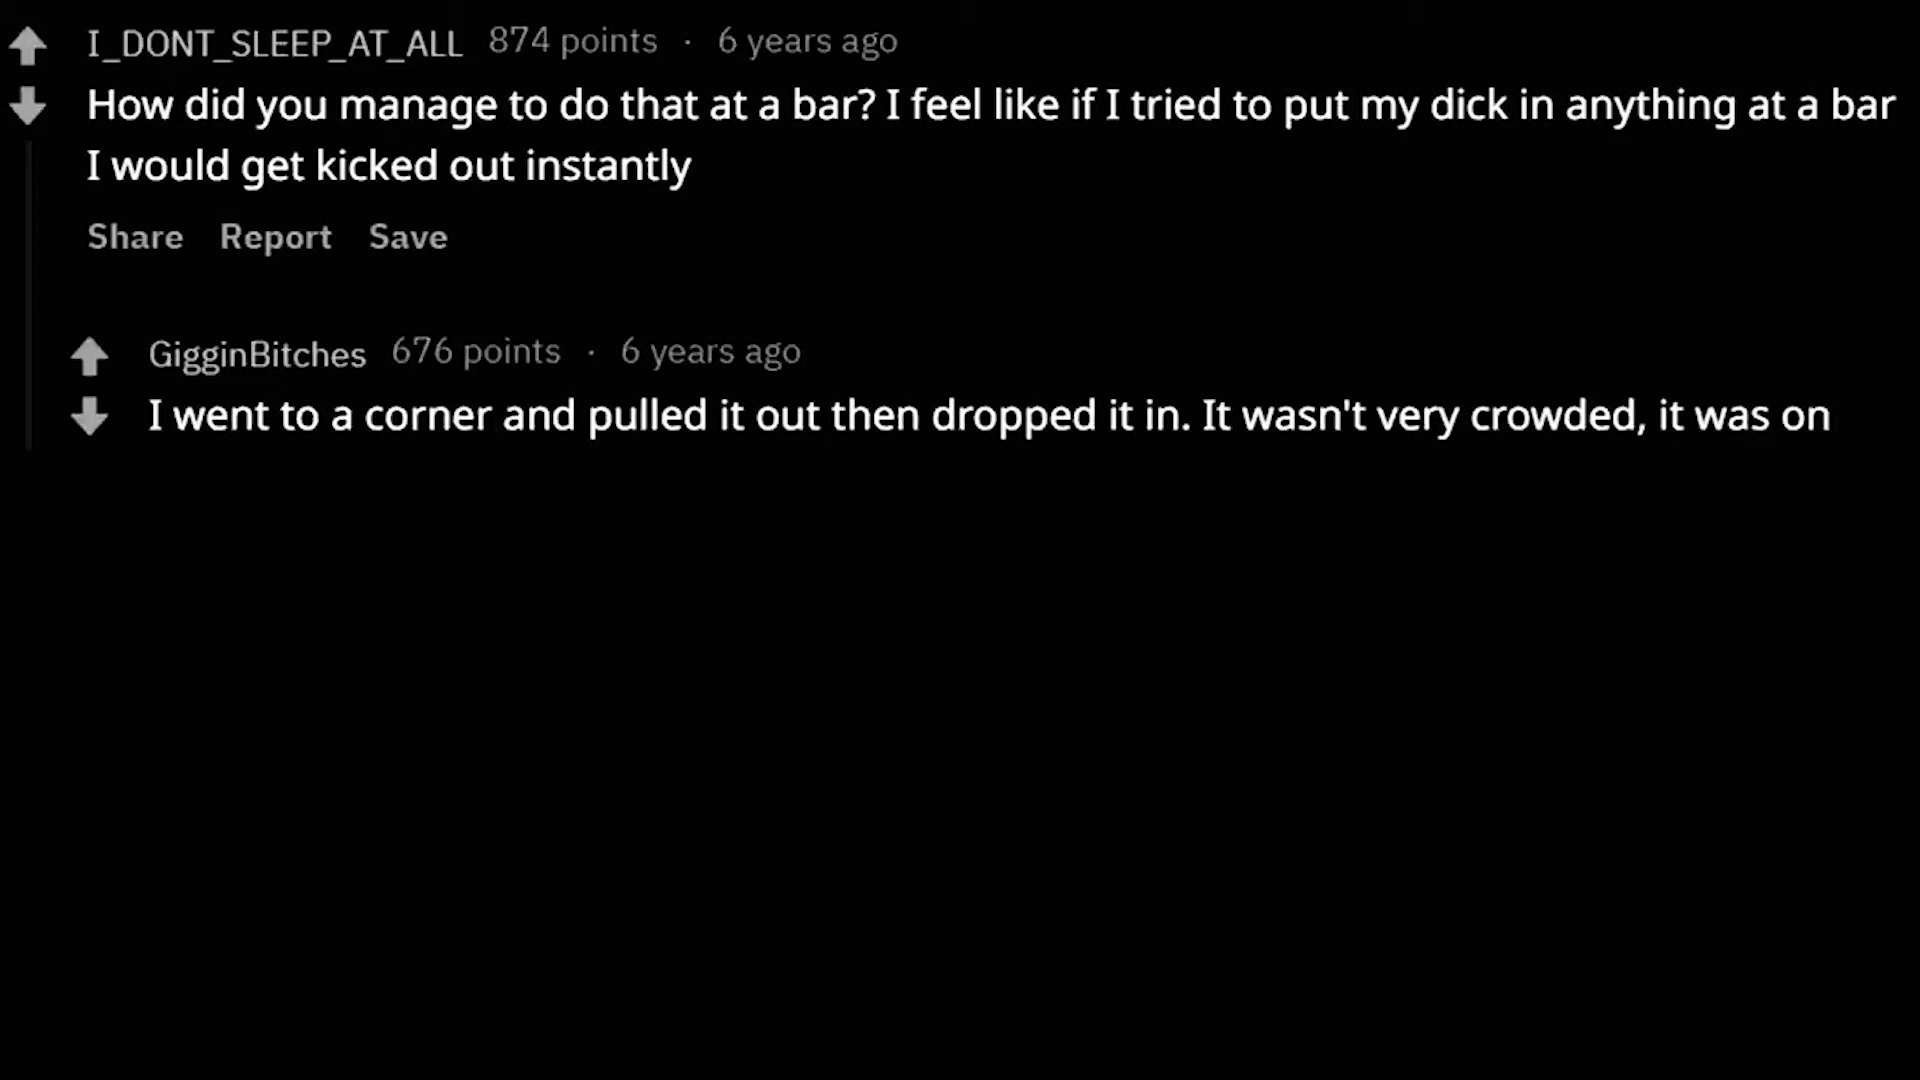 I_DONT_SLEEP_AT_ALL 874 points · 6 years ago
How did you manage to do that at a bar? I feel like if I tried to put my dick in anything at a bar
I would get kicked out instantly
Share Report Save
GigginBitches 676 points · 6 years ago
I went to a corner and pulled it out then dropped it in. It wasn't very crowded, it was on